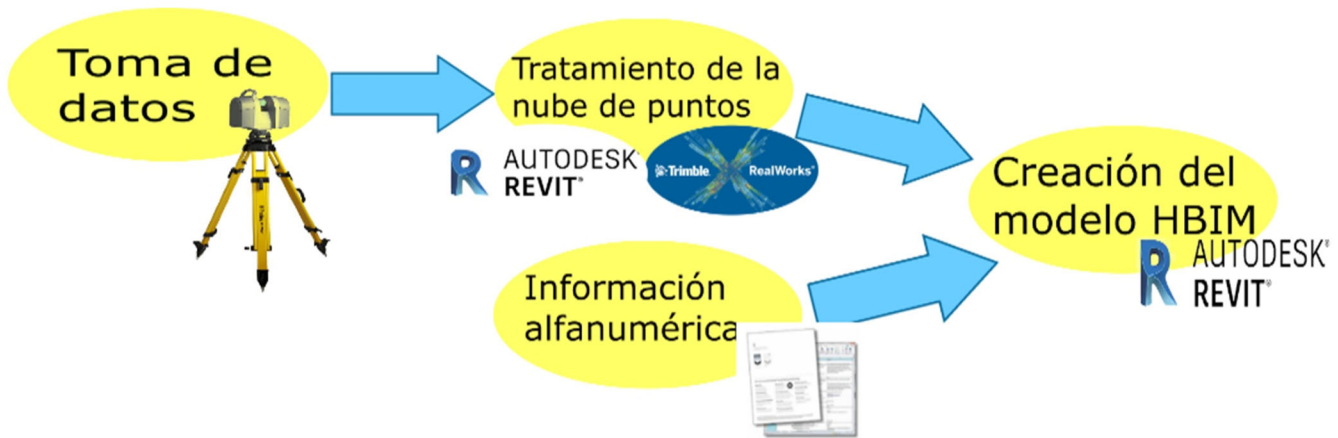 Toma de
datos
Tratamiento de la
nube de puntos
AUTODESK
REVIT®
Trimble. RealWorks®
Información
alfanumérica
Creación del
modelo HBIM
AUTODESK®
REVIT®